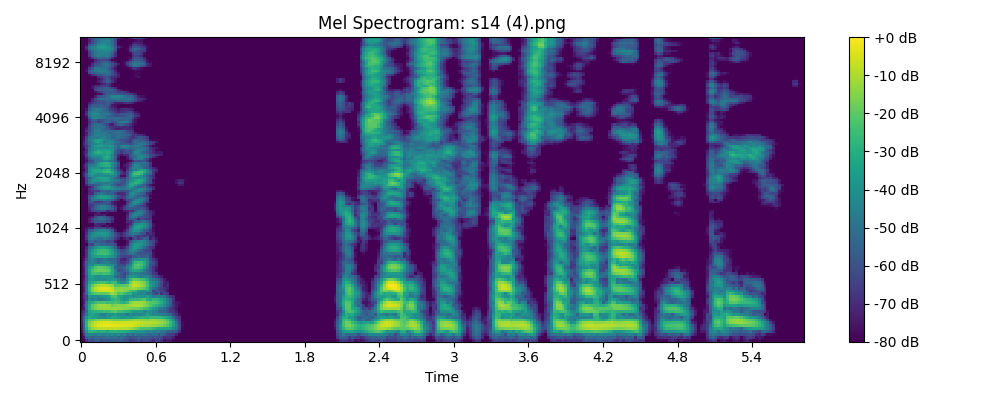 Mel Spectrogram: s14 (4).png
8192
4096
2048
1024
512
0
Hz
0 0.6 1.2 1.8 2.4 3 3.6 4.2 4.8 5.4
Time
+0 dB
-10 dB
-20 dB
-30 dB
-40 dB
-50 dB
-60 dB
-70 dB
-80 dB